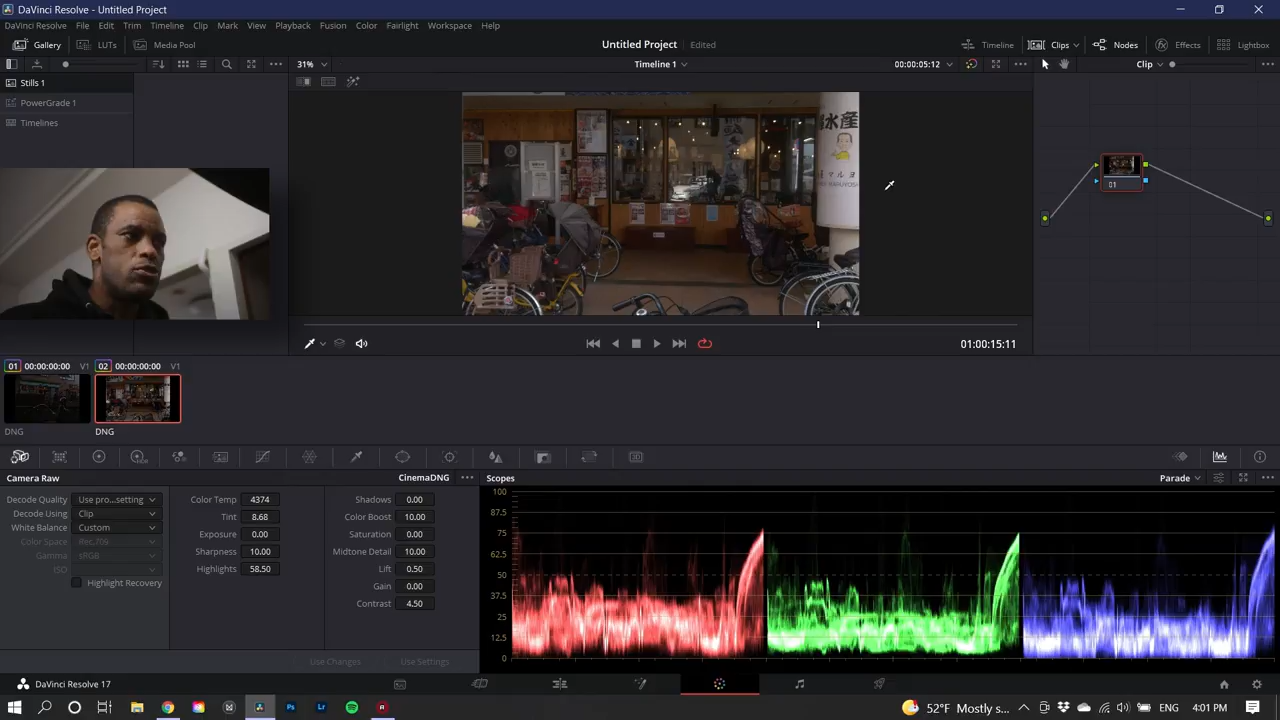 DaVinci Resolve - Untitled Project
DaVinci Resolve File Edit Trim Timeline Clip Mark View Playback Fusion Color Fairlight Workspace Help
Gallery LUTs Media Pool Untitled Project Edited Timeline Clips Nodes Effects Lightbox
31% Timeline 1 00:00:05:12 Clip
Stills 1
PowerGrade 1
Timelines
水産
マルヨ
01
01:00:15:11
01 00:00:00:00 V1 02 00:00:00:00 V1
DNG DNG
Camera Raw CinemaDNG Scopes Parade
Decode Quality Use pro...setting
Decode Using Clip
White Balance Custom
Color Space Rec.709
Gamma sRGB
ISO
Highlight Recovery
Color Temp 4374
Tint 8.68
Exposure 0.00
Sharpness 10.00
Highlights 58.50
Shadows 0.00
Color Boost 10.00
Saturation 0.00
Midtone Detail 10.00
Lift 0.50
Gain 0.00
Contrast 4.50
Use Changes Use Settings
100
87.5
75
62.5
50
37.5
25
12.5
0
DaVinci Resolve 17
52°F Mostly s... ENG 4:01 PM